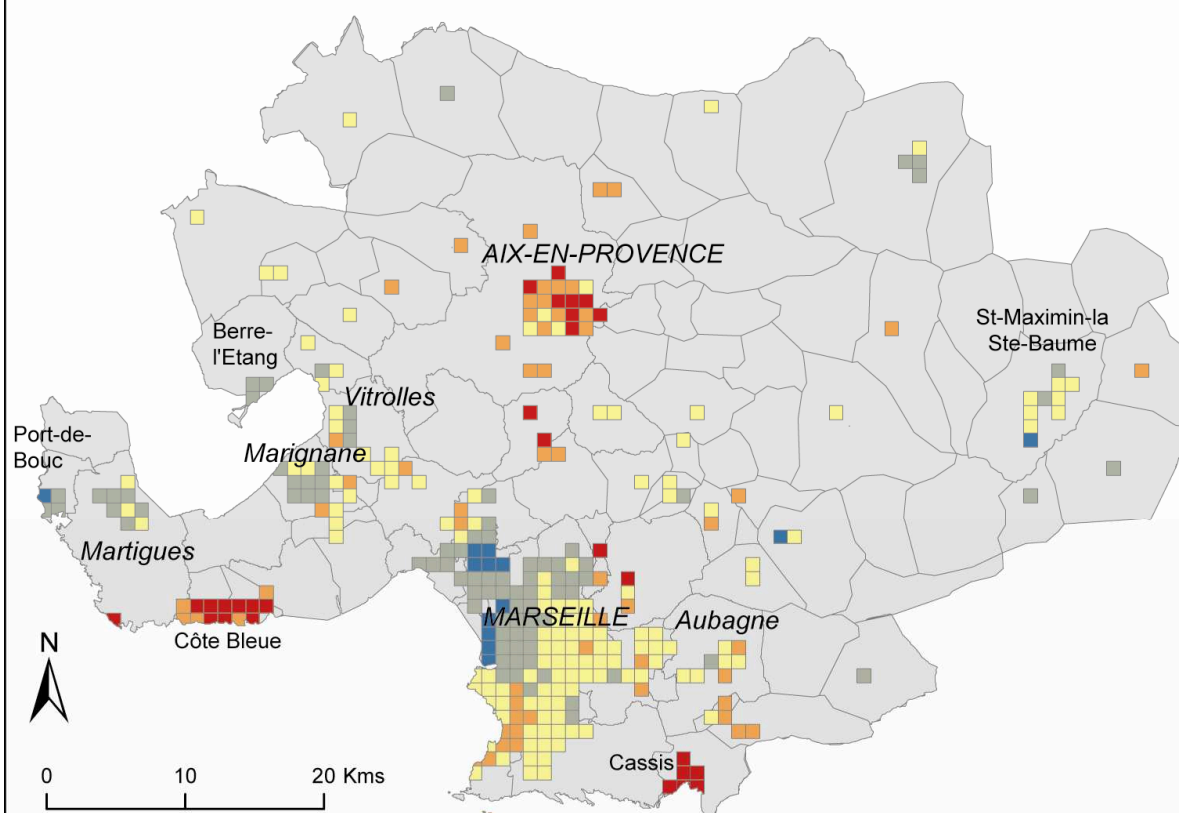 AIX-EN-PROVENCE
Berre-
l'Etang
St-Maximin-la
Ste-Baume
Vitrolles
Port-de-
Bouc
Marignane
Martigues
MARSEILLE
Aubagne
Côte Bleue
N
Cassis
0 10 20 Kms